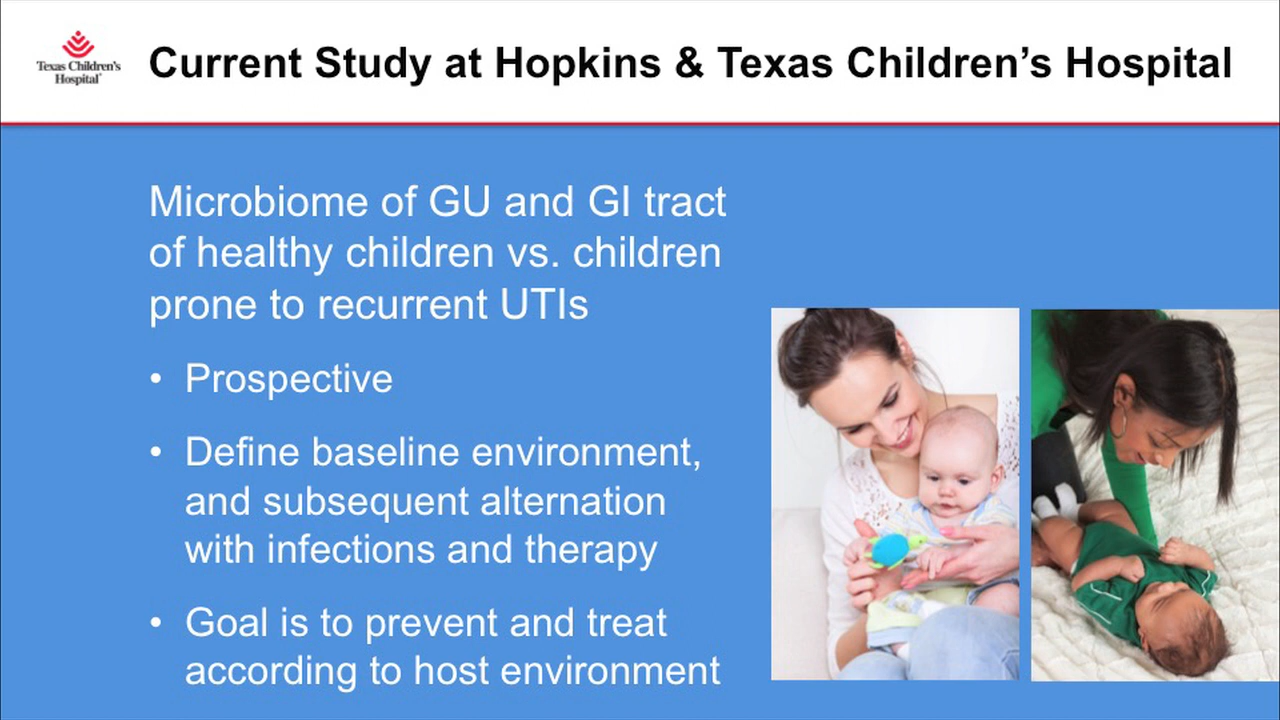 Texas Children's
Hospital
Current Study at Hopkins & Texas Children’s Hospital
Microbiome of GU and GI tract
of healthy children vs. children
prone to recurrent UTIs
• Prospective
• Define baseline environment,
and subsequent alternation
with infections and therapy
• Goal is to prevent and treat
according to host environment